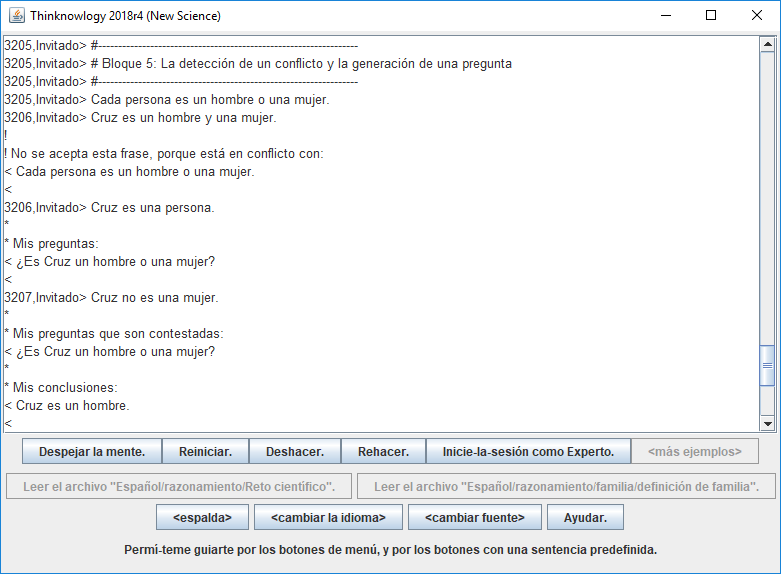 Thinknowlogy 2018r4 (New Science)
3205,Invitado> #-----------------------------------------------------------------
3205,Invitado> # Bloque 5: La detección de un conflicto y la generación de una pregunta
3205,Invitado> #-----------------------------------------------------------------
3205,Invitado> Cada persona es un hombre o una mujer.
3206,Invitado> Cruz es un hombre y una mujer.
!
! No se acepta esta frase, porque está en conflicto con:
< Cada persona es un hombre o una mujer.
<
3206,Invitado> Cruz es una persona.
*
* Mis preguntas:
< ¿Es Cruz un hombre o una mujer?
<
3207,Invitado> Cruz no es una mujer.
*
* Mis preguntas que son contestadas:
< ¿Es Cruz un hombre o una mujer?
*
* Mis conclusiones:
< Cruz es un hombre.
<
Despejar la mente. Reiniciar. Deshacer. Rehacer. Inicie-la-sesión como Experto. <más ejemplos>
Leer el archivo "Español/razonamiento/Reto científico". Leer el archivo "Español/razonamiento/familia/definición de familia".
<espalda> <cambiar la idioma> <cambiar fuente> Ayudar.
Permí-teme guiarte por los botones de menú, y por los botones con una sentencia predefinida.